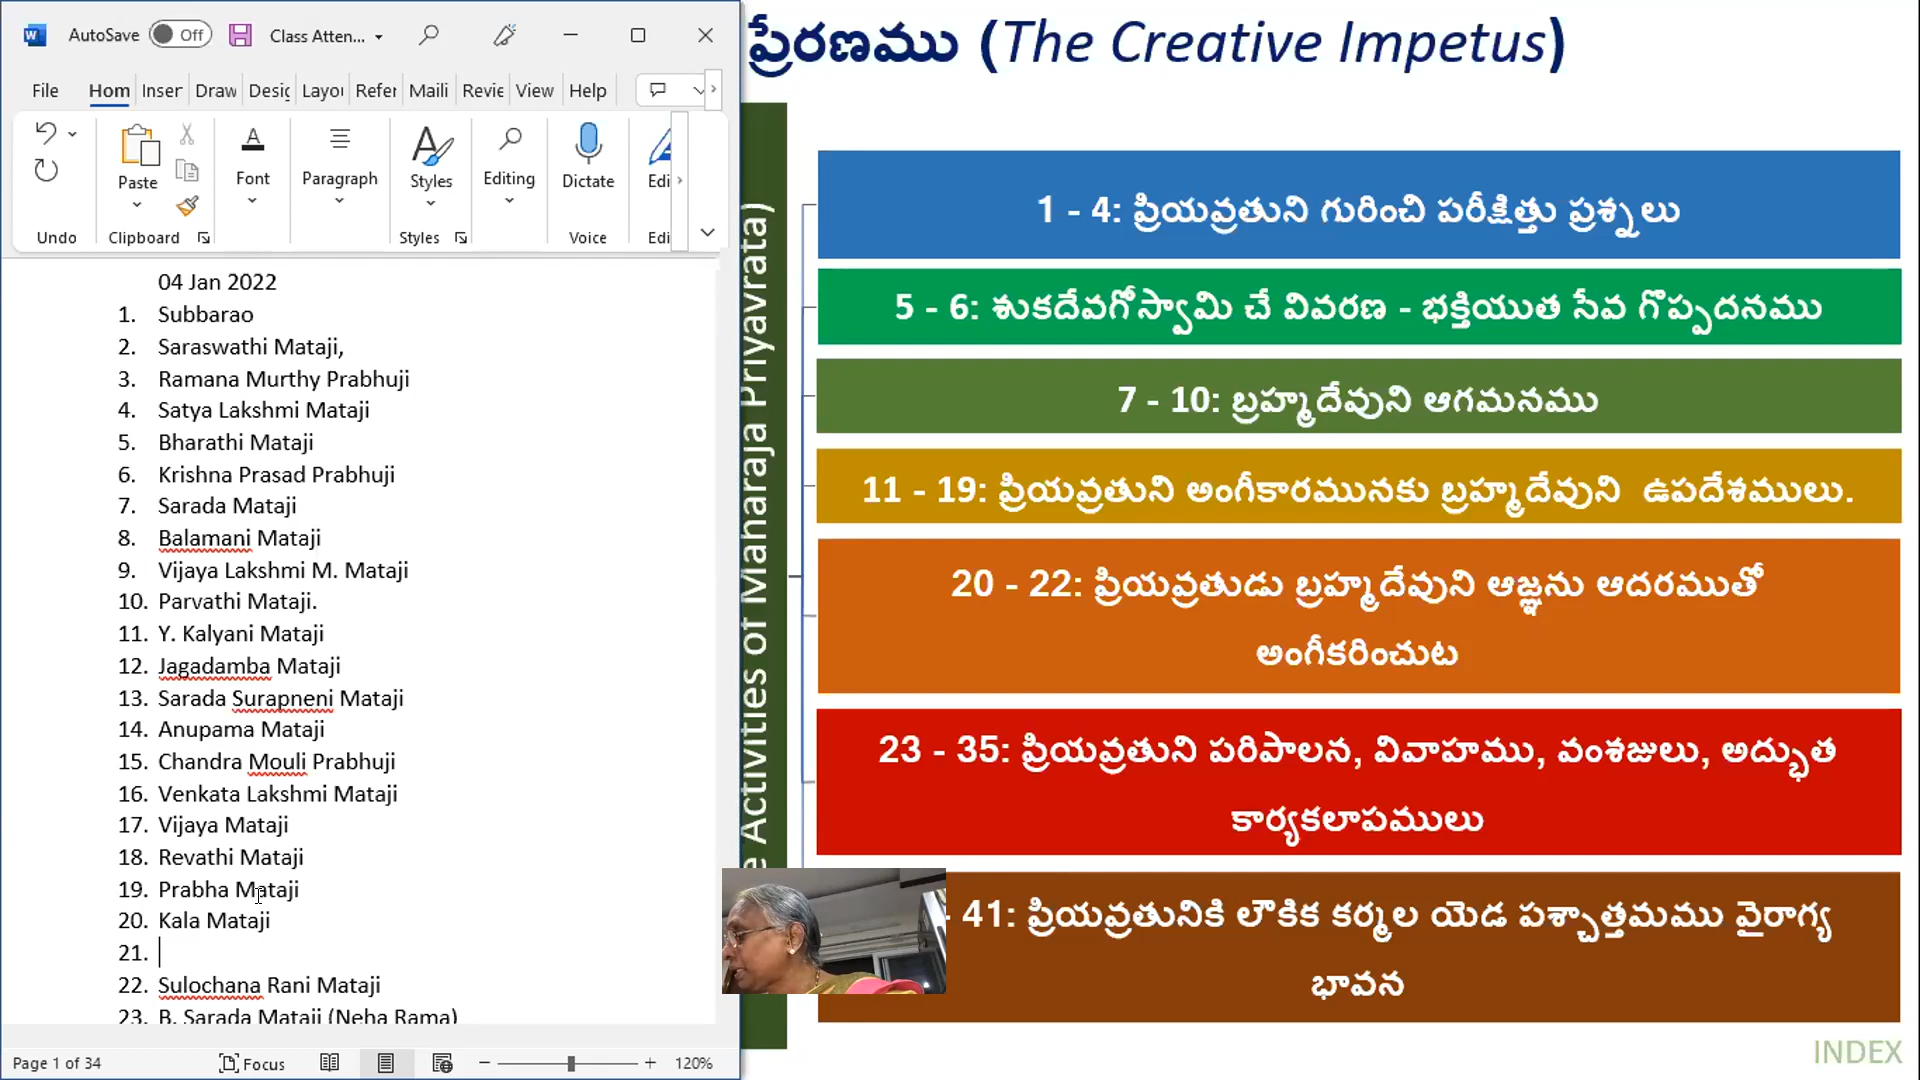 AutoSave Off Class Atten...
File Hom Inser Draw Desig Layou Refer Maili Revie View Help
Paste Font Paragraph Styles Editing Dictate Edi
Undo Clipboard Styles Voice Edi
04 Jan 2022
1. Subbarao
2. Saraswathi Mataji,
3. Ramana Murthy Prabhuji
4. Satya Lakshmi Mataji
5. Bharathi Mataji
6. Krishna Prasad Prabhuji
7. Sarada Mataji
8. Balamani Mataji
9. Vijaya Lakshmi M. Mataji
10. Parvathi Mataji.
11. Y. Kalyani Mataji
12. Jagadamba Mataji
13. Sarada Surapneni Mataji
14. Anupama Mataji
15. Chandra Mouli Prabhuji
16. Venkata Lakshmi Mataji
17. Vijaya Mataji
18. Revathi Mataji
19. Prabha Mataji
20. Kala Mataji
21.
22. Sulochana Rani Mataji
23. B. Sarada Mataji (Neha Rama)
Page 1 of 34 Focus 120%
ప్రేరణము (The Creative Impetus)
Activities of Maharaja Priyavrata)
1 - 4: ప్రియవ్రతుని గురించి పరీక్షిత్తు ప్రశ్నలు
5 - 6: శుకదేవగోస్వామి చే వివరణ - భక్తియుత సేవ గొప్పదనము
7 - 10: బ్రహ్మదేవుని ఆగమనము
11 - 19: ప్రియవ్రతుని అంగీకారమునకు బ్రహ్మదేవుని ఉపదేశములు.
20 - 22: ప్రియవ్రతుడు బ్రహ్మదేవుని ఆజ్ఞను ఆదరముతో
అంగీకరించుట
23 - 35: ప్రియవ్రతుని పరిపాలన, వివాహము, వంశజులు, అద్భుత
కార్యకలాపములు
- 41: ప్రియవ్రతునికి లౌకిక కర్మల యెడ పశ్చాత్తమము వైరాగ్య
భావన
INDEX